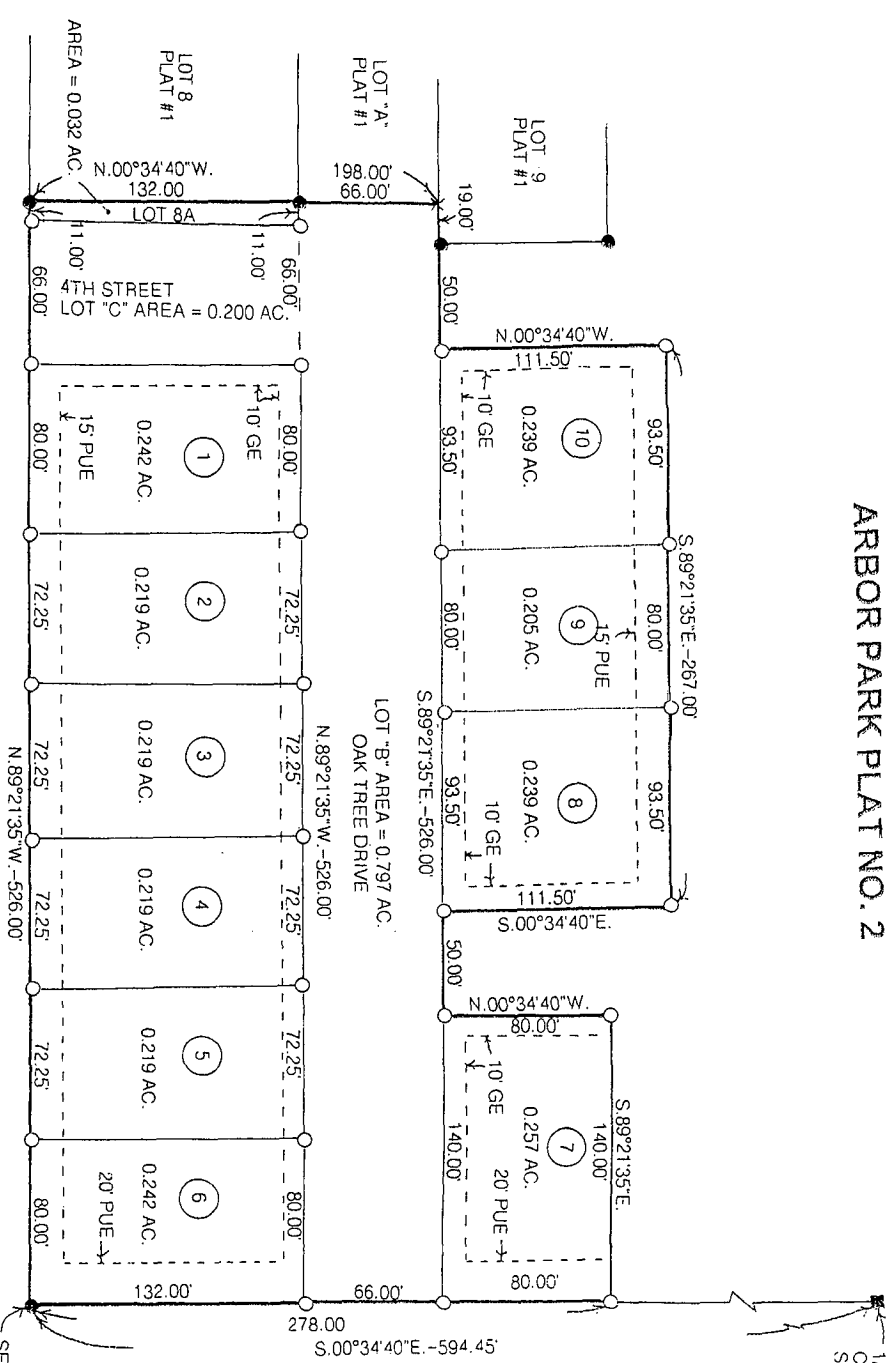 ARBOR PARK PLAT NO. 2
LOT 9
PLAT #1
LOT "A"
PLAT #1
LOT 8
PLAT #1
AREA = 0.032 AC.
N.00°34'40"W.
132.00
LOT 8A
198.00'
66.00'
19.00'
11.00'
11.00'
66.00'
66.00'
4TH STREET
LOT "C" AREA = 0.200 AC.
50.00'
N.00°34'40"W.
111.50'
93.50'
S.89°21'35"E.-267.00'
80.00'
93.50'
10
0.239 AC.
10' GE
93.50'
9
0.205 AC.
15' PUE
80.00'
8
0.239 AC.
10' GE
93.50'
111.50'
S.00°34'40"E.
50.00'
S.89°21'35"E.-526.00'
N.00°34'40"W.
80.00'
S.89°21'35"E.
140.00'
7
0.257 AC.
10' GE
20' PUE
140.00'
80.00'
LOT "B" AREA = 0.797 AC.
OAK TREE DRIVE
N.89°21'35"W.-526.00'
80.00'
10' GE
1
0.242 AC.
15' PUE
80.00'
72.25'
2
0.219 AC.
72.25'
72.25'
3
0.219 AC.
72.25'
72.25'
4
0.219 AC.
72.25'
72.25'
5
0.219 AC.
72.25'
80.00'
6
0.242 AC.
20' PUE
80.00'
N.89°21'35"W.-526.00'
132.00'
66.00'
278.00
S.00°34'40"E.-594.45'